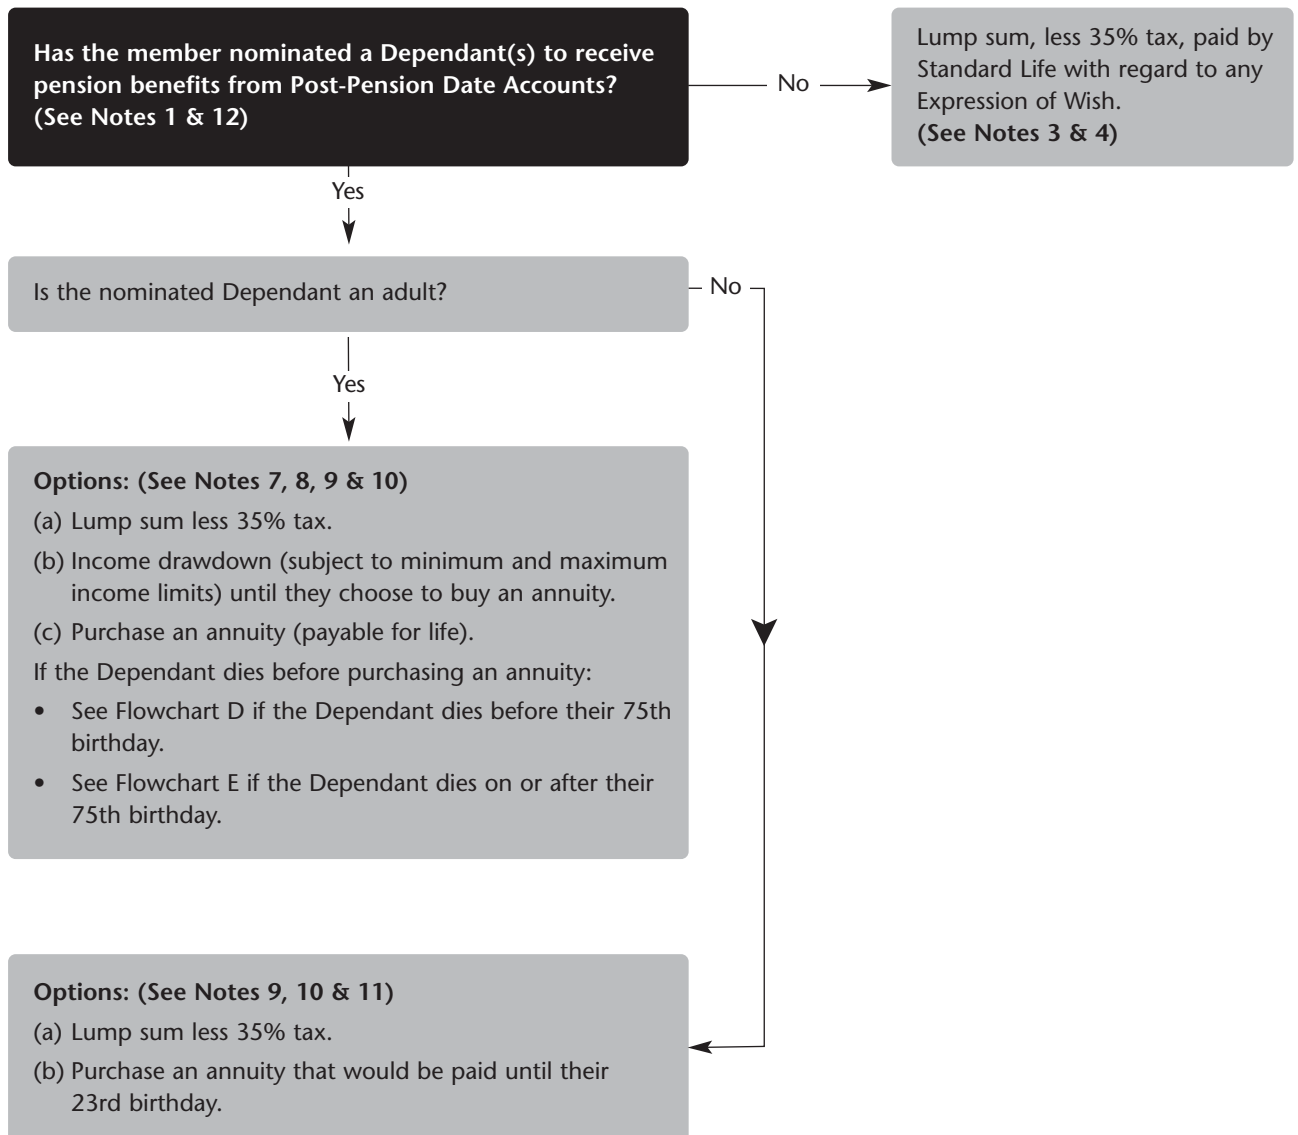 Has the member nominated a Dependant(s) to receive
pension benefits from Post-Pension Date Accounts?
(See Notes 1 & 12)
No
Lump sum, less 35% tax, paid by
Standard Life with regard to any
Expression of Wish.
(See Notes 3 & 4)
Yes
Is the nominated Dependant an adult?
No
Yes
Options: (See Notes 7, 8, 9 & 10)
(a) Lump sum less 35% tax.
(b) Income drawdown (subject to minimum and maximum
income limits) until they choose to buy an annuity.
(c) Purchase an annuity (payable for life).
If the Dependant dies before purchasing an annuity:
• See Flowchart D if the Dependant dies before their 75th
birthday.
• See Flowchart E if the Dependant dies on or after their
75th birthday.
Options: (See Notes 9, 10 & 11)
(a) Lump sum less 35% tax.
(b) Purchase an annuity that would be paid until their
23rd birthday.